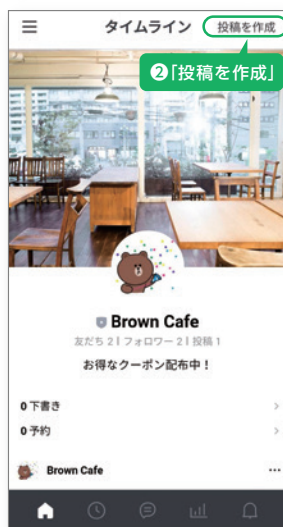 タイムライン
投稿を作成
❷「投稿を作成」
Brown Cafe
友だち 2 | フォロワー 2 | 投稿 1
お得なクーポン配布中！
0 下書き
0 予約
Brown Cafe